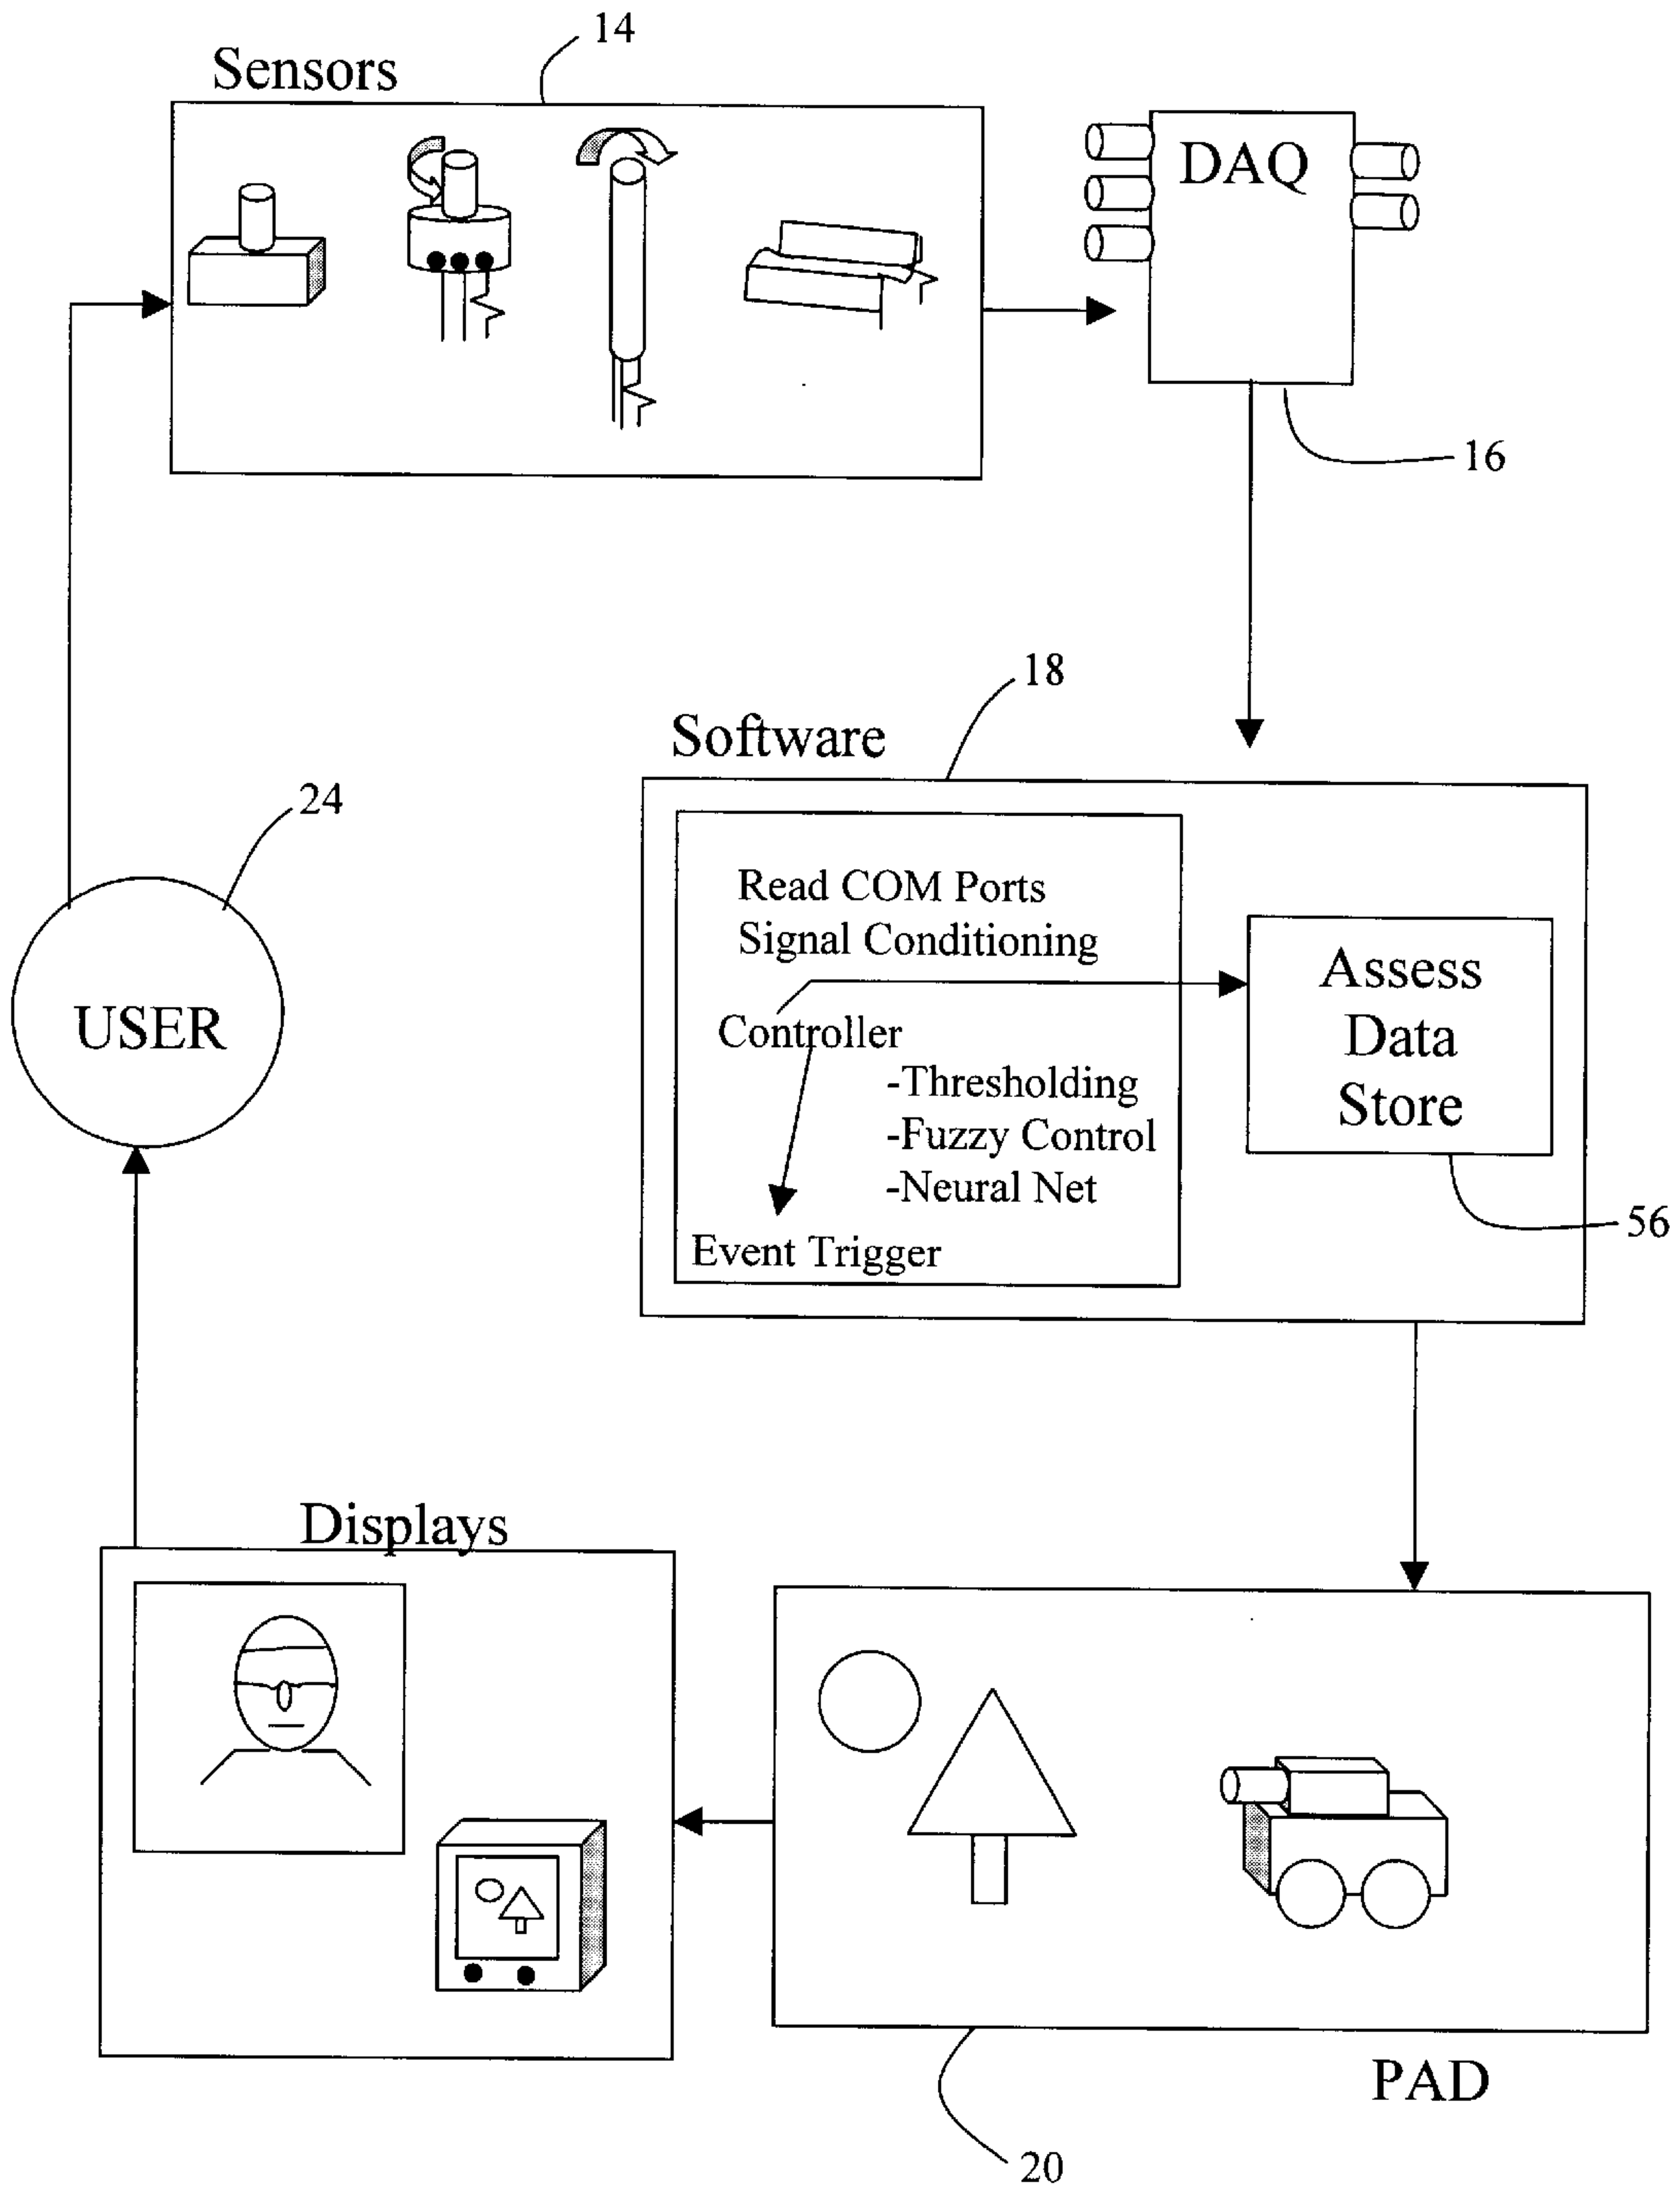 14
Sensors
DAQ
16
18
Software
24
Read COM Ports
Signal Conditioning
Assess
Data
Store
USER
Controller
-Thresholding
-Fuzzy Control
-Neural Net
56
Event Trigger
Displays
PAD
20